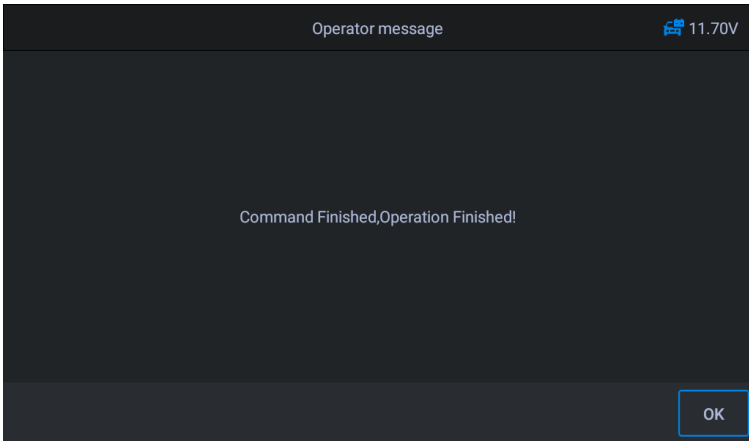 Operator message
11.70V
Command Finished,Operation Finished!
OK